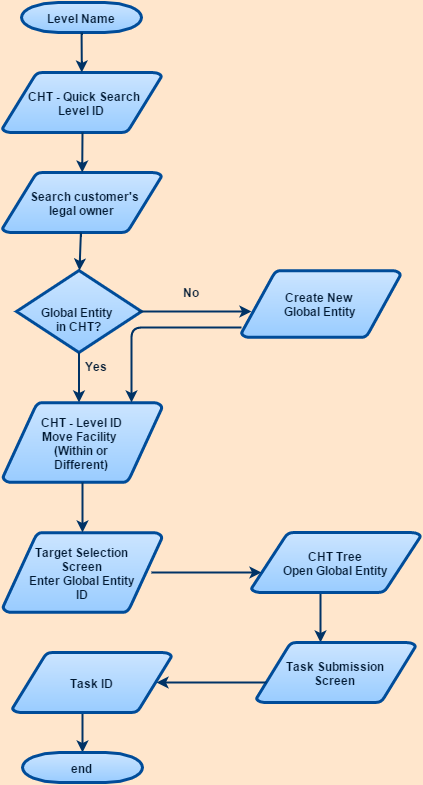 Level Name
CHT - Quick Search
Level ID
Search customer's
legal owner
Global Entity
in CHT?
No
Create New
Global Entity
Yes
CHT - Level ID
Move Facility
(Within or
Different)
Target Selection
Screen
Enter Global Entity
ID
CHT Tree
Open Global Entity
Task Submission
Screen
Task ID
end